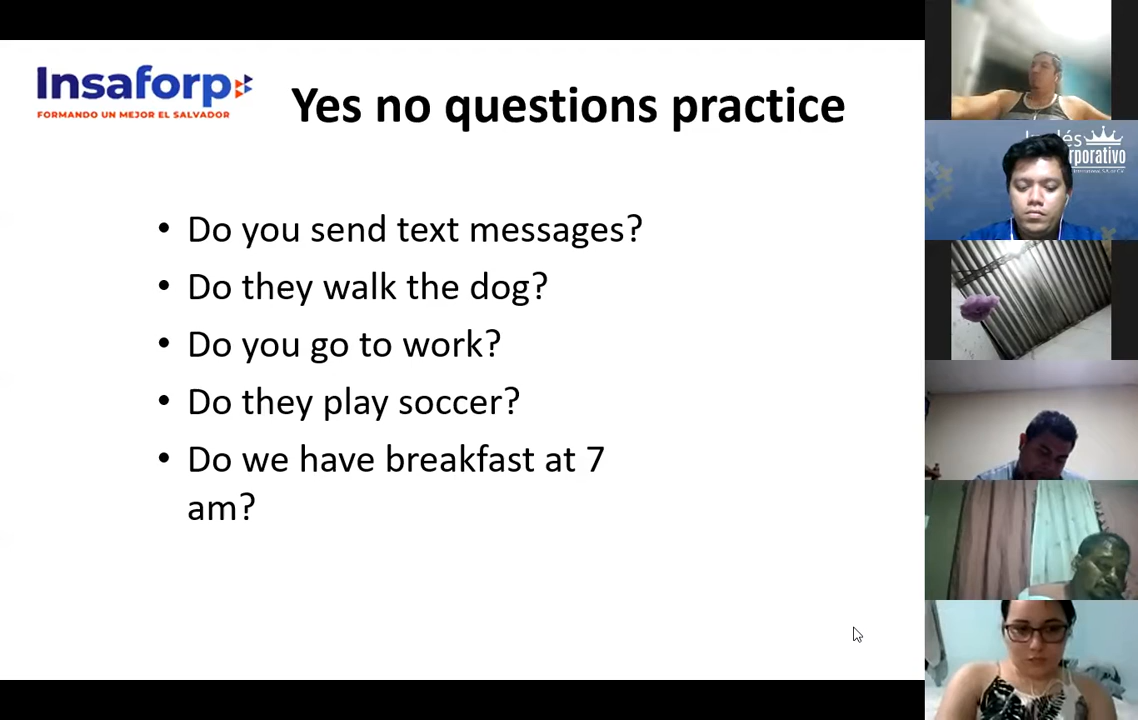 Insaforp
FORMANDO UN MEJOR EL SALVADOR
Yes no questions practice
• Do you send text messages?
• Do they walk the dog?
• Do you go to work?
• Do they play soccer?
• Do we have breakfast at 7
am?